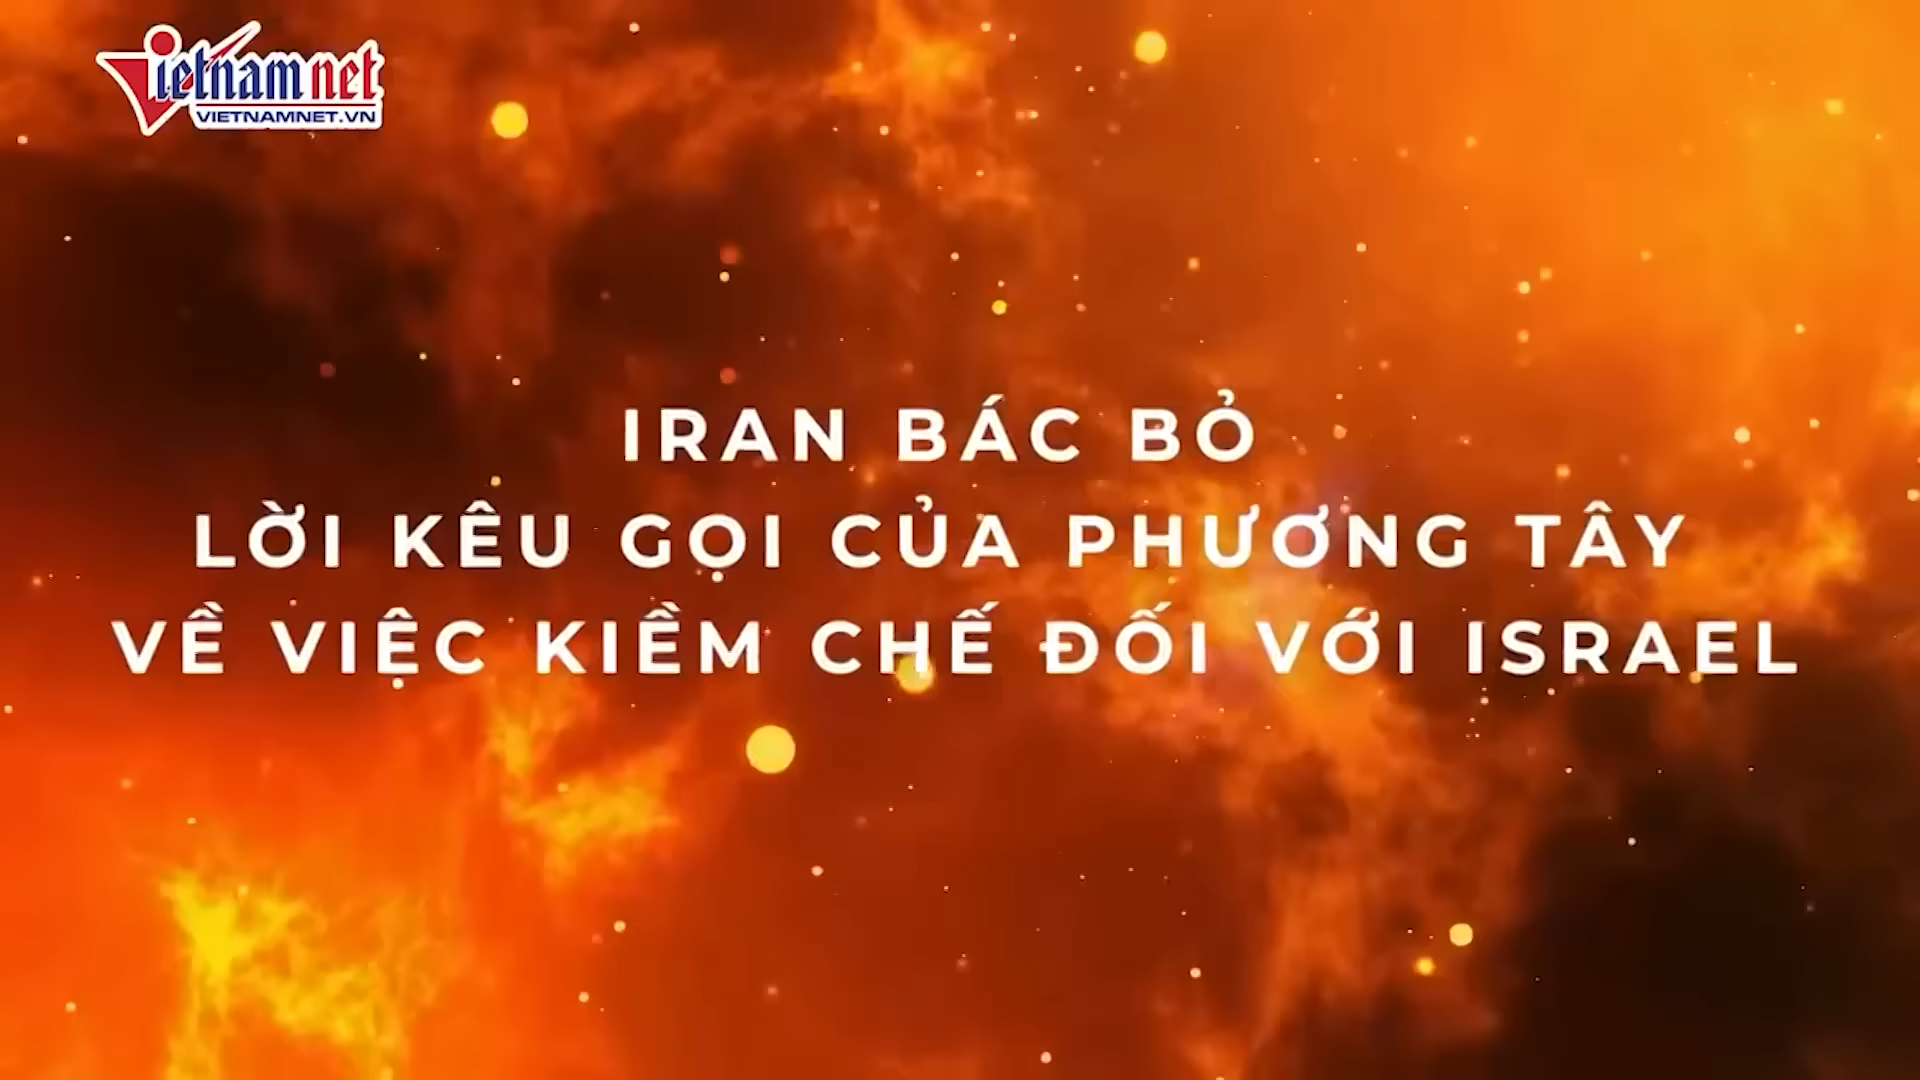 Vietnamnet
VIETNAMNET.VN
IRAN BÁC BỎ
LỜI KÊU GỌI CỦA PHƯƠNG TÂY
VỀ VIỆC KIỀM CHẾ ĐỐI VỚI ISRAEL